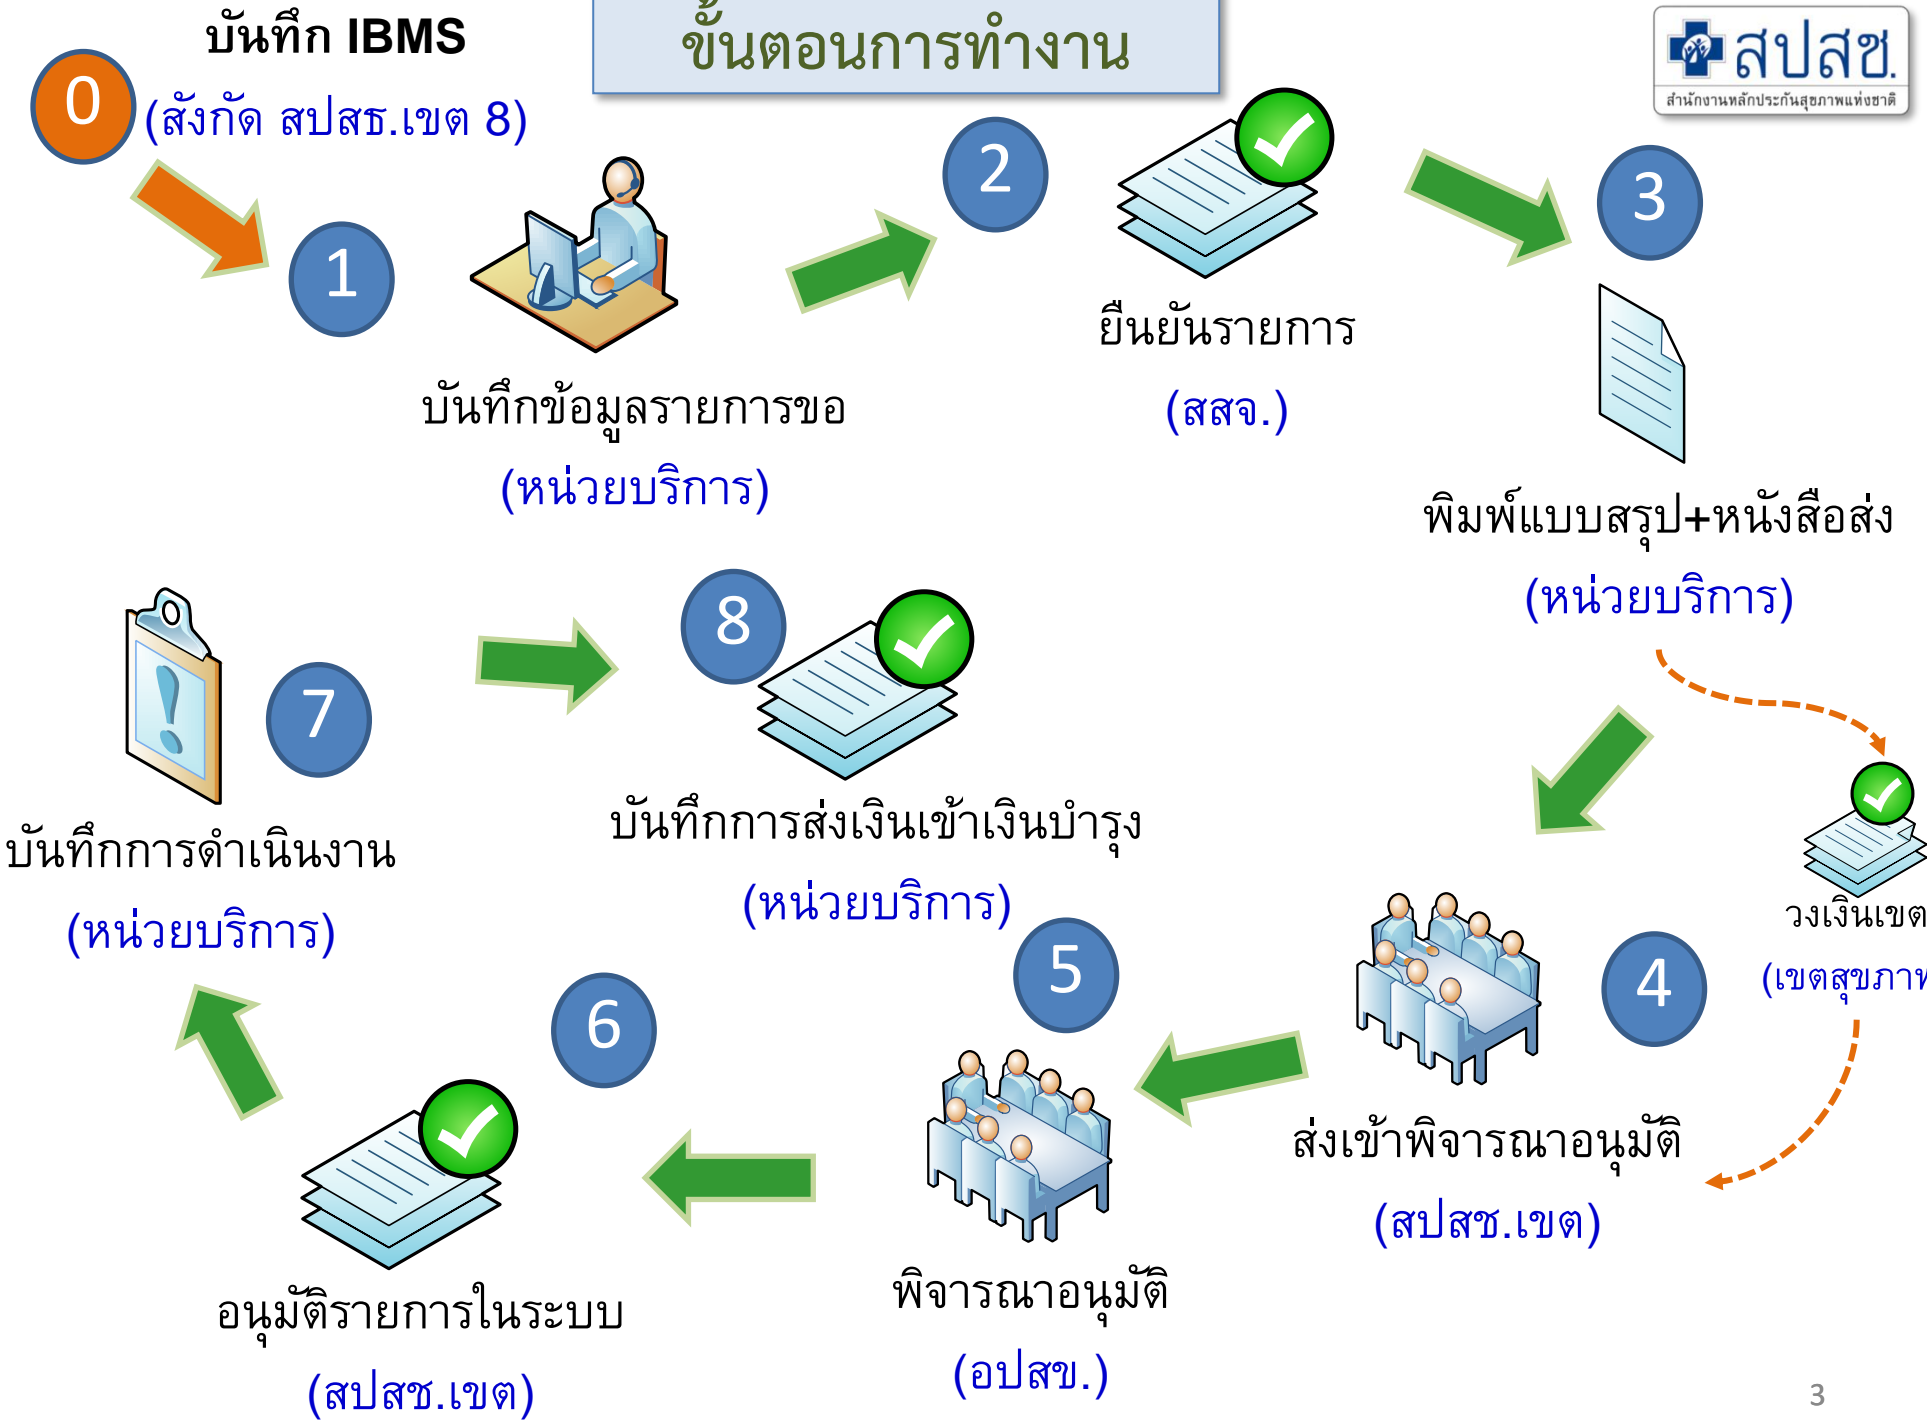 ขั้นตอนการทำงาน
สปสช.
สำนักงานหลักประกันสุขภาพแห่งชาติ
0
บันทึก IBMS
(สังกัด สปสธ.เขต 8)
1
บันทึกข้อมูลรายการขอ
(หน่วยบริการ)
2
ยืนยันรายการ
(สสจ.)
3
พิมพ์แบบสรุป+หนังสือส่ง
(หน่วยบริการ)
วงเงินเขต
(เขตสุขภาพ
4
ส่งเข้าพิจารณาอนุมัติ
(สปสช.เขต)
5
พิจารณาอนุมัติ
(อปสข.)
6
อนุมัติรายการในระบบ
(สปสช.เขต)
7
บันทึกการดำเนินงาน
(หน่วยบริการ)
8
บันทึกการส่งเงินเข้าเงินบำรุง
(หน่วยบริการ)
3